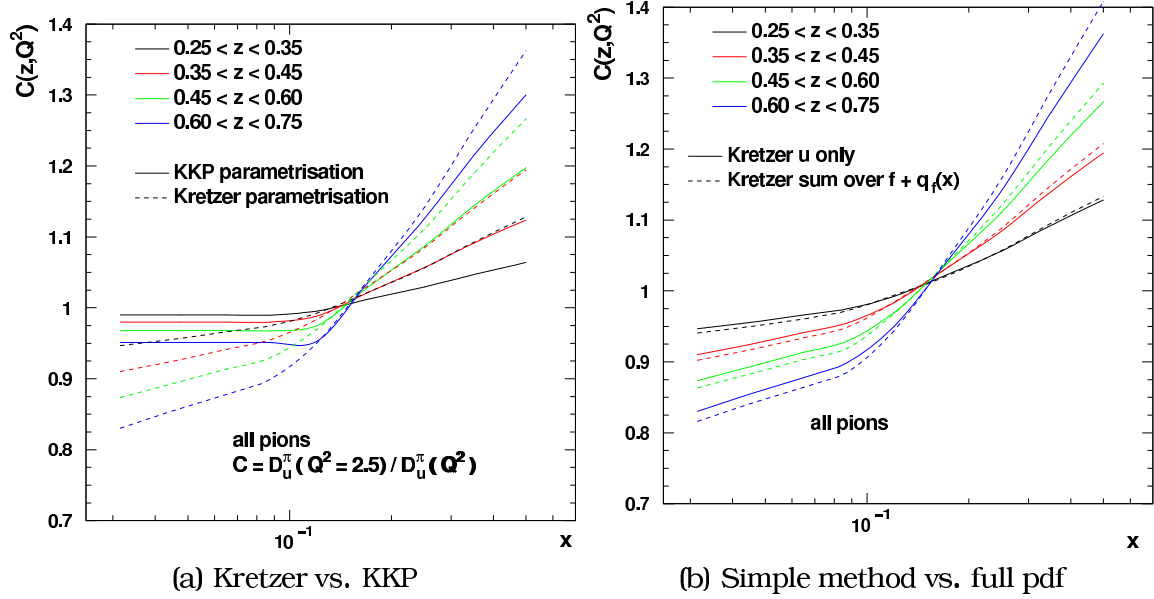 C(z,Q²)
1.4
1.3
1.2
1.1
1
0.9
0.8
0.7
0.25 < z < 0.35
0.35 < z < 0.45
0.45 < z < 0.60
0.60 < z < 0.75
KKP parametrisation
Kretzer parametrisation
all pions
C = D_u^π (Q² = 2.5) / D_u^π (Q²)
10⁻¹
x
(a) Kretzer vs. KKP
C(z,Q²)
1.4
1.3
1.2
1.1
1
0.9
0.8
0.7
0.25 < z < 0.35
0.35 < z < 0.45
0.45 < z < 0.60
0.60 < z < 0.75
Kretzer u only
Kretzer sum over f + q_f(x)
all pions
10⁻¹
x
(b) Simple method vs. full pdf